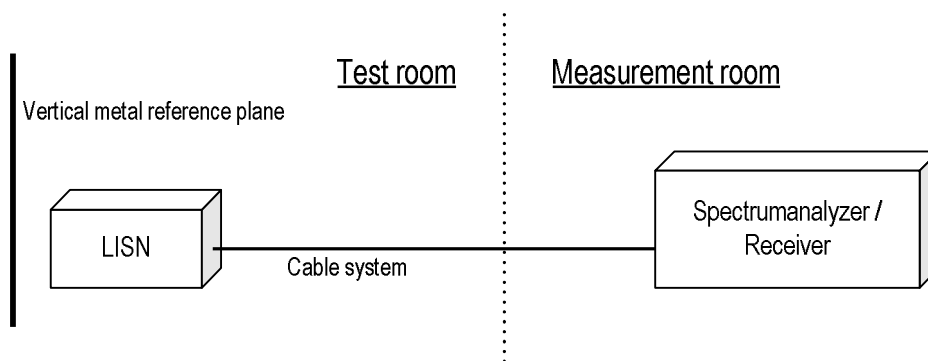 Test room
Measurement room
Vertical metal reference plane
LISN
Cable system
Spectrumanalyzer /
Receiver